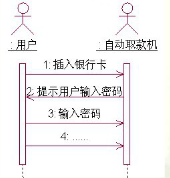 : 用户
: 自动取款机
1: 插入银行卡
2: 提示用户输入密码
3: 输入密码
4: ......